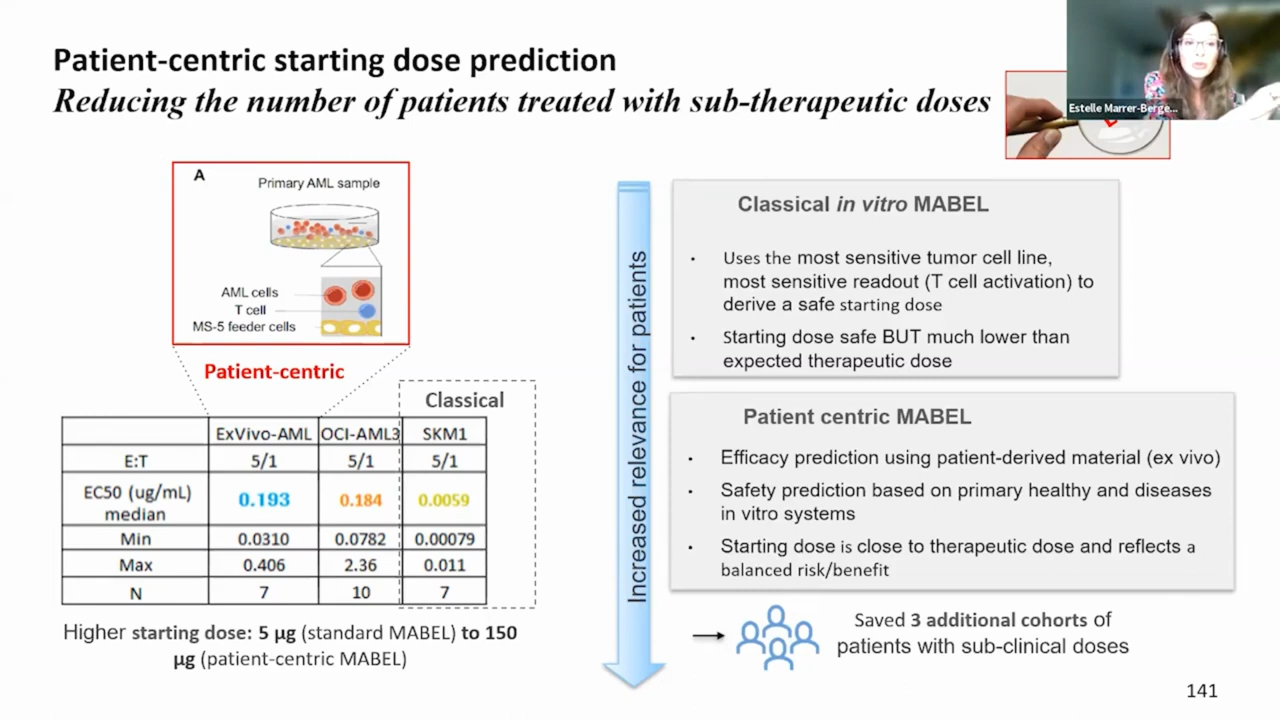 Patient-centric starting dose prediction
Reducing the number of patients treated with sub-therapeutic doses
Estelle Marrer-Berge...
A
Primary AML sample
AML cells
T cell
MS-5 feeder cells
Patient-centric
Classical
ExVivo-AML OCI-AML3 SKM1
E:T 5/1 5/1 5/1
EC50 (ug/mL) median 0.193 0.184 0.0059
Min 0.0310 0.0782 0.00079
Max 0.406 2.36 0.011
N 7 10 7
Higher starting dose: 5 µg (standard MABEL) to 150
µg (patient-centric MABEL)
Increased relevance for patients
Classical in vitro MABEL
• Uses the most sensitive tumor cell line,
most sensitive readout (T cell activation) to
derive a safe starting dose
• Starting dose safe BUT much lower than
expected therapeutic dose
Patient centric MABEL
• Efficacy prediction using patient-derived material (ex vivo)
• Safety prediction based on primary healthy and diseases
in vitro systems
• Starting dose is close to therapeutic dose and reflects a
balanced risk/benefit
Saved 3 additional cohorts of
patients with sub-clinical doses
141